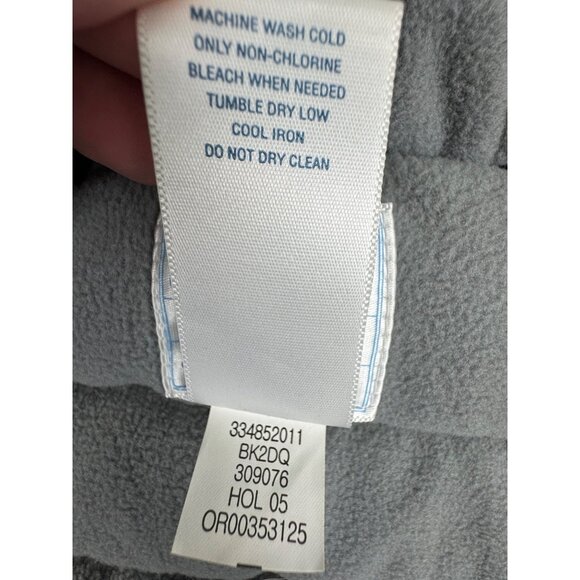 MACHINE WASH COLD
ONLY NON-CHLORINE
BLEACH WHEN NEEDED
TUMBLE DRY LOW
COOL IRON
DO NOT DRY CLEAN
334852011
BK2DQ
309076
HOL 05
OR00353125